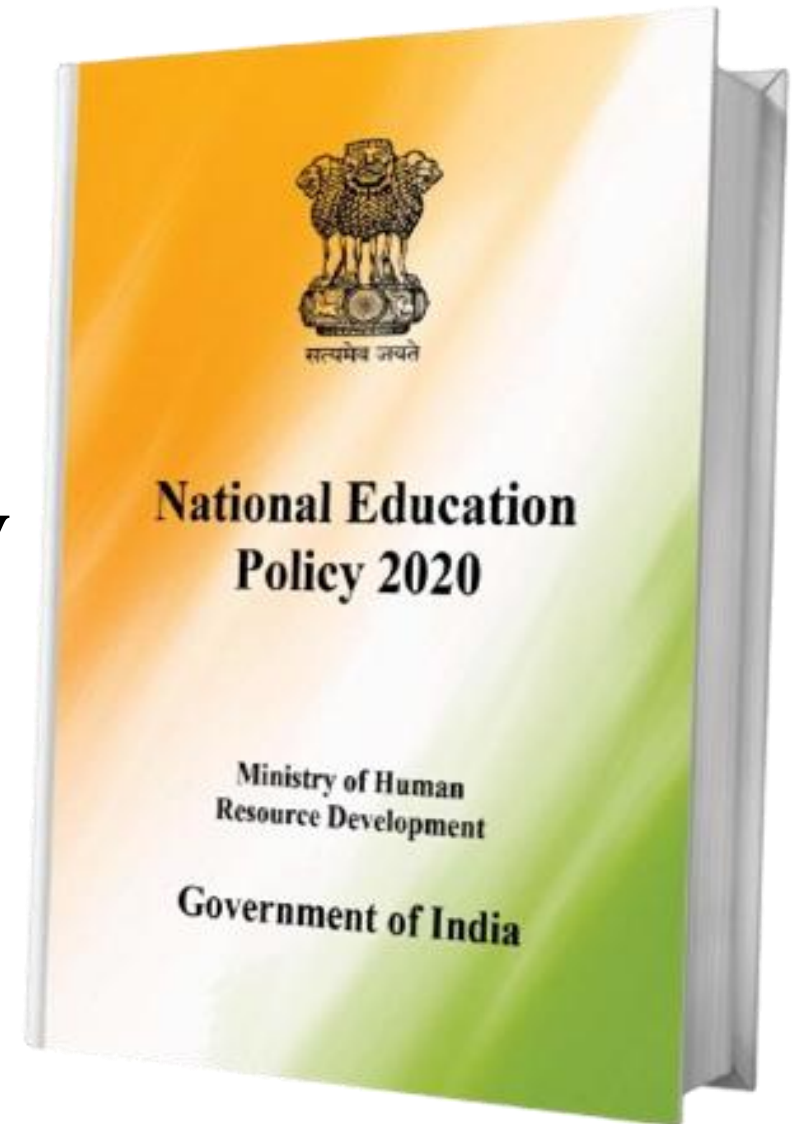 सत्यमेव जयते
National Education
Policy 2020
Ministry of Human
Resource Development
Government of India